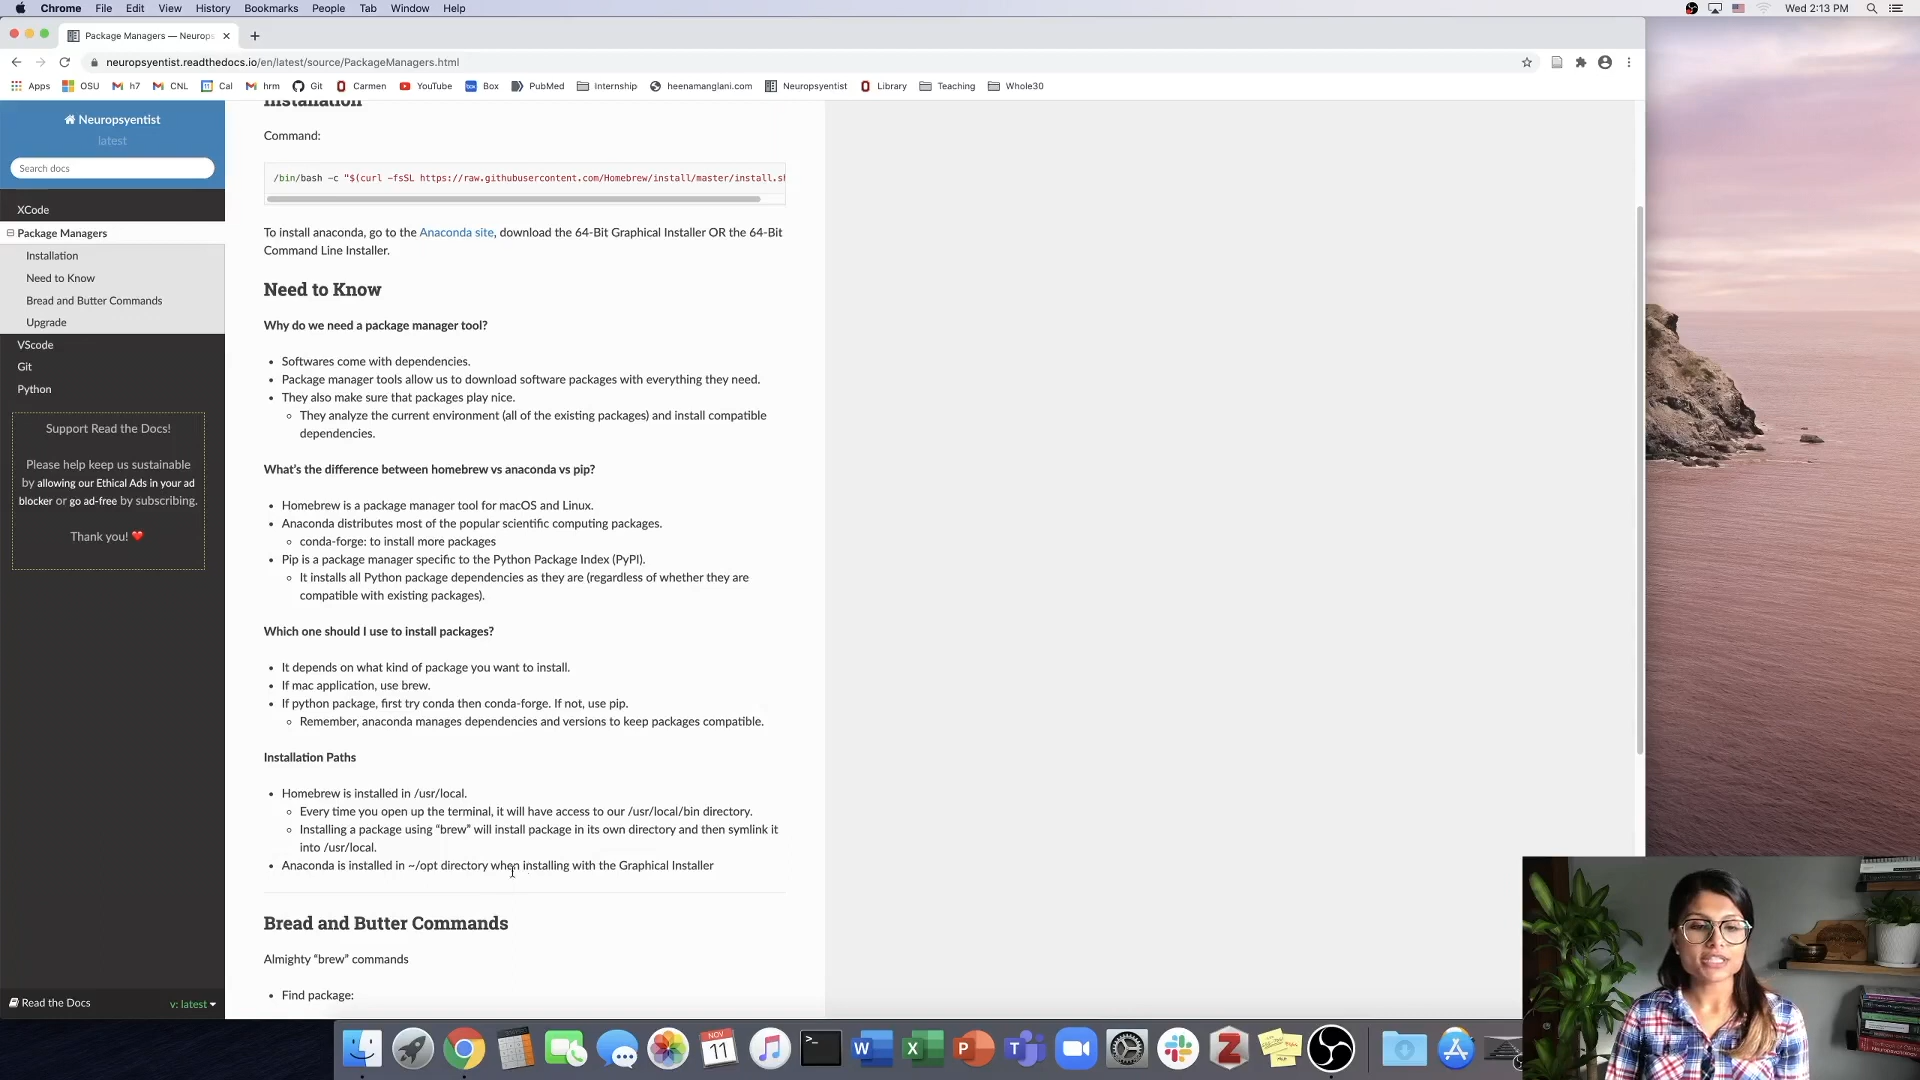 Chrome File Edit View History Bookmarks People Tab Window Help Wed 2:13 PM
Package Managers — Neurops
neuropsyentist.readthedocs.io/en/latest/source/PackageManagers.html
Apps OSU h7 CNL Cal hrm Git Carmen YouTube Box PubMed Internship heenamanglani.com Neuropsyentist Library Teaching Whole30
Neuropsyentist
latest
Search docs
XCode
Package Managers
Installation
Need to Know
Bread and Butter Commands
Upgrade
VScode
Git
Python
Support Read the Docs!
Please help keep us sustainable
by allowing our Ethical Ads in your ad
blocker or go ad-free by subscribing.
Thank you! ❤️
Read the Docs v: latest
Installation
Command:
/bin/bash -c "$(curl -fsSL https://raw.githubusercontent.com/Homebrew/install/master/install.sh
To install anaconda, go to the Anaconda site, download the 64-Bit Graphical Installer OR the 64-Bit
Command Line Installer.
Need to Know
Why do we need a package manager tool?
• Softwares come with dependencies.
• Package manager tools allow us to download software packages with everything they need.
• They also make sure that packages play nice.
◦ They analyze the current environment (all of the existing packages) and install compatible
dependencies.
What's the difference between homebrew vs anaconda vs pip?
• Homebrew is a package manager tool for macOS and Linux.
• Anaconda distributes most of the popular scientific computing packages.
◦ conda-forge: to install more packages
• Pip is a package manager specific to the Python Package Index (PyPI).
◦ It installs all Python package dependencies as they are (regardless of whether they are
compatible with existing packages).
Which one should I use to install packages?
• It depends on what kind of package you want to install.
• If mac application, use brew.
• If python package, first try conda then conda-forge. If not, use pip.
◦ Remember, anaconda manages dependencies and versions to keep packages compatible.
Installation Paths
• Homebrew is installed in /usr/local.
◦ Every time you open up the terminal, it will have access to our /usr/local/bin directory.
◦ Installing a package using “brew” will install package in its own directory and then symlink it
into /usr/local.
• Anaconda is installed in ~/opt directory when installing with the Graphical Installer
Bread and Butter Commands
Almighty “brew” commands
• Find package:
NOV
11